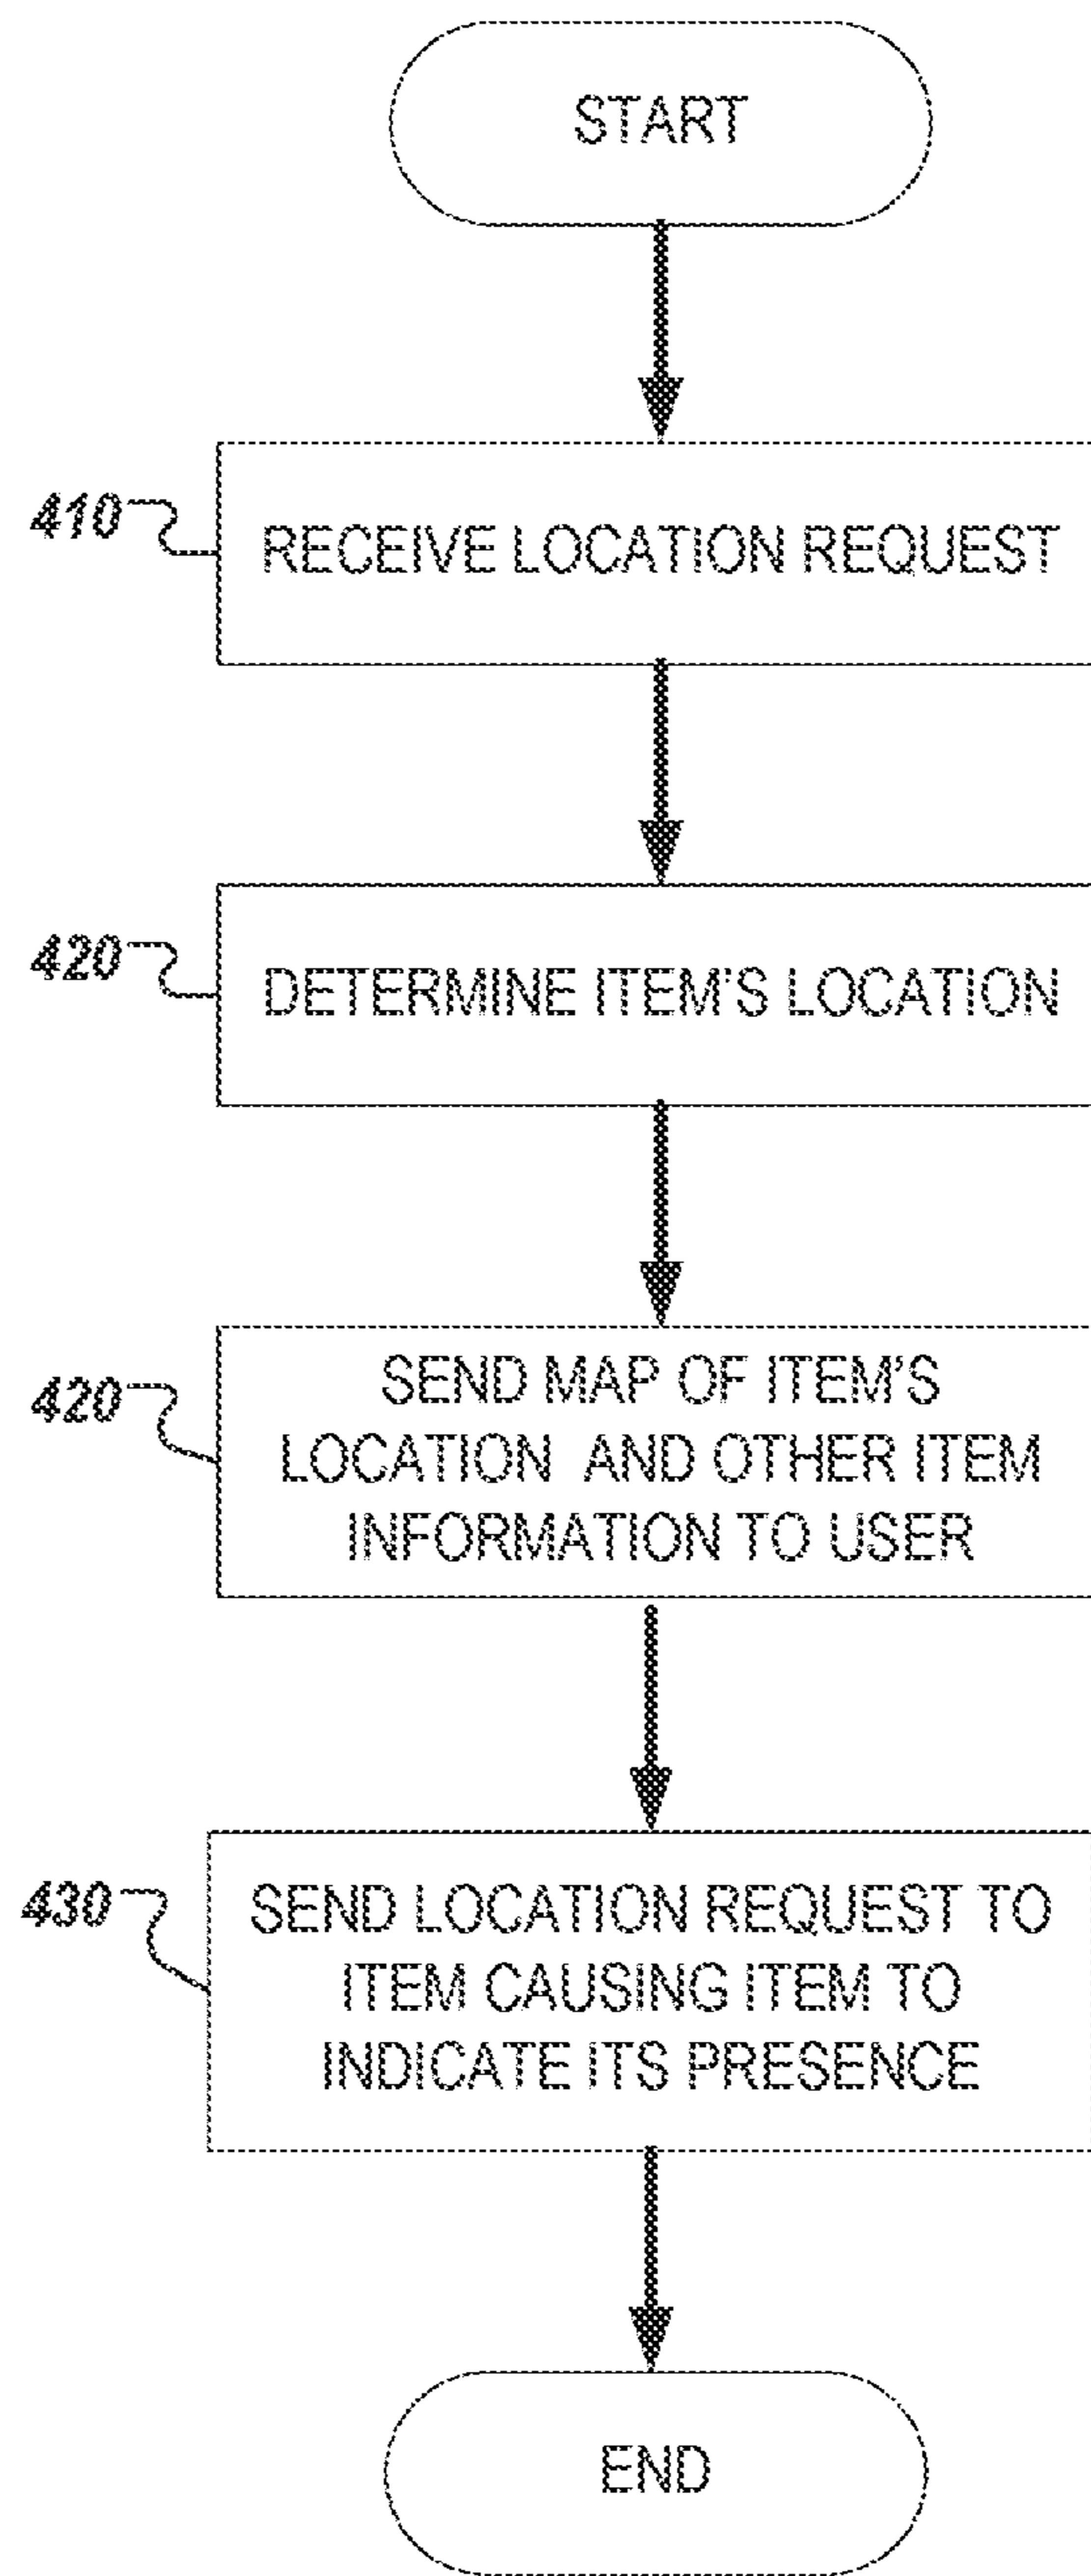 START
410
RECEIVE LOCATION REQUEST
420
DETERMINE ITEM'S LOCATION
420
SEND MAP OF ITEM'S
LOCATION AND OTHER ITEM
INFORMATION TO USER
430
SEND LOCATION REQUEST TO
ITEM CAUSING ITEM TO
INDICATE ITS PRESENCE
END